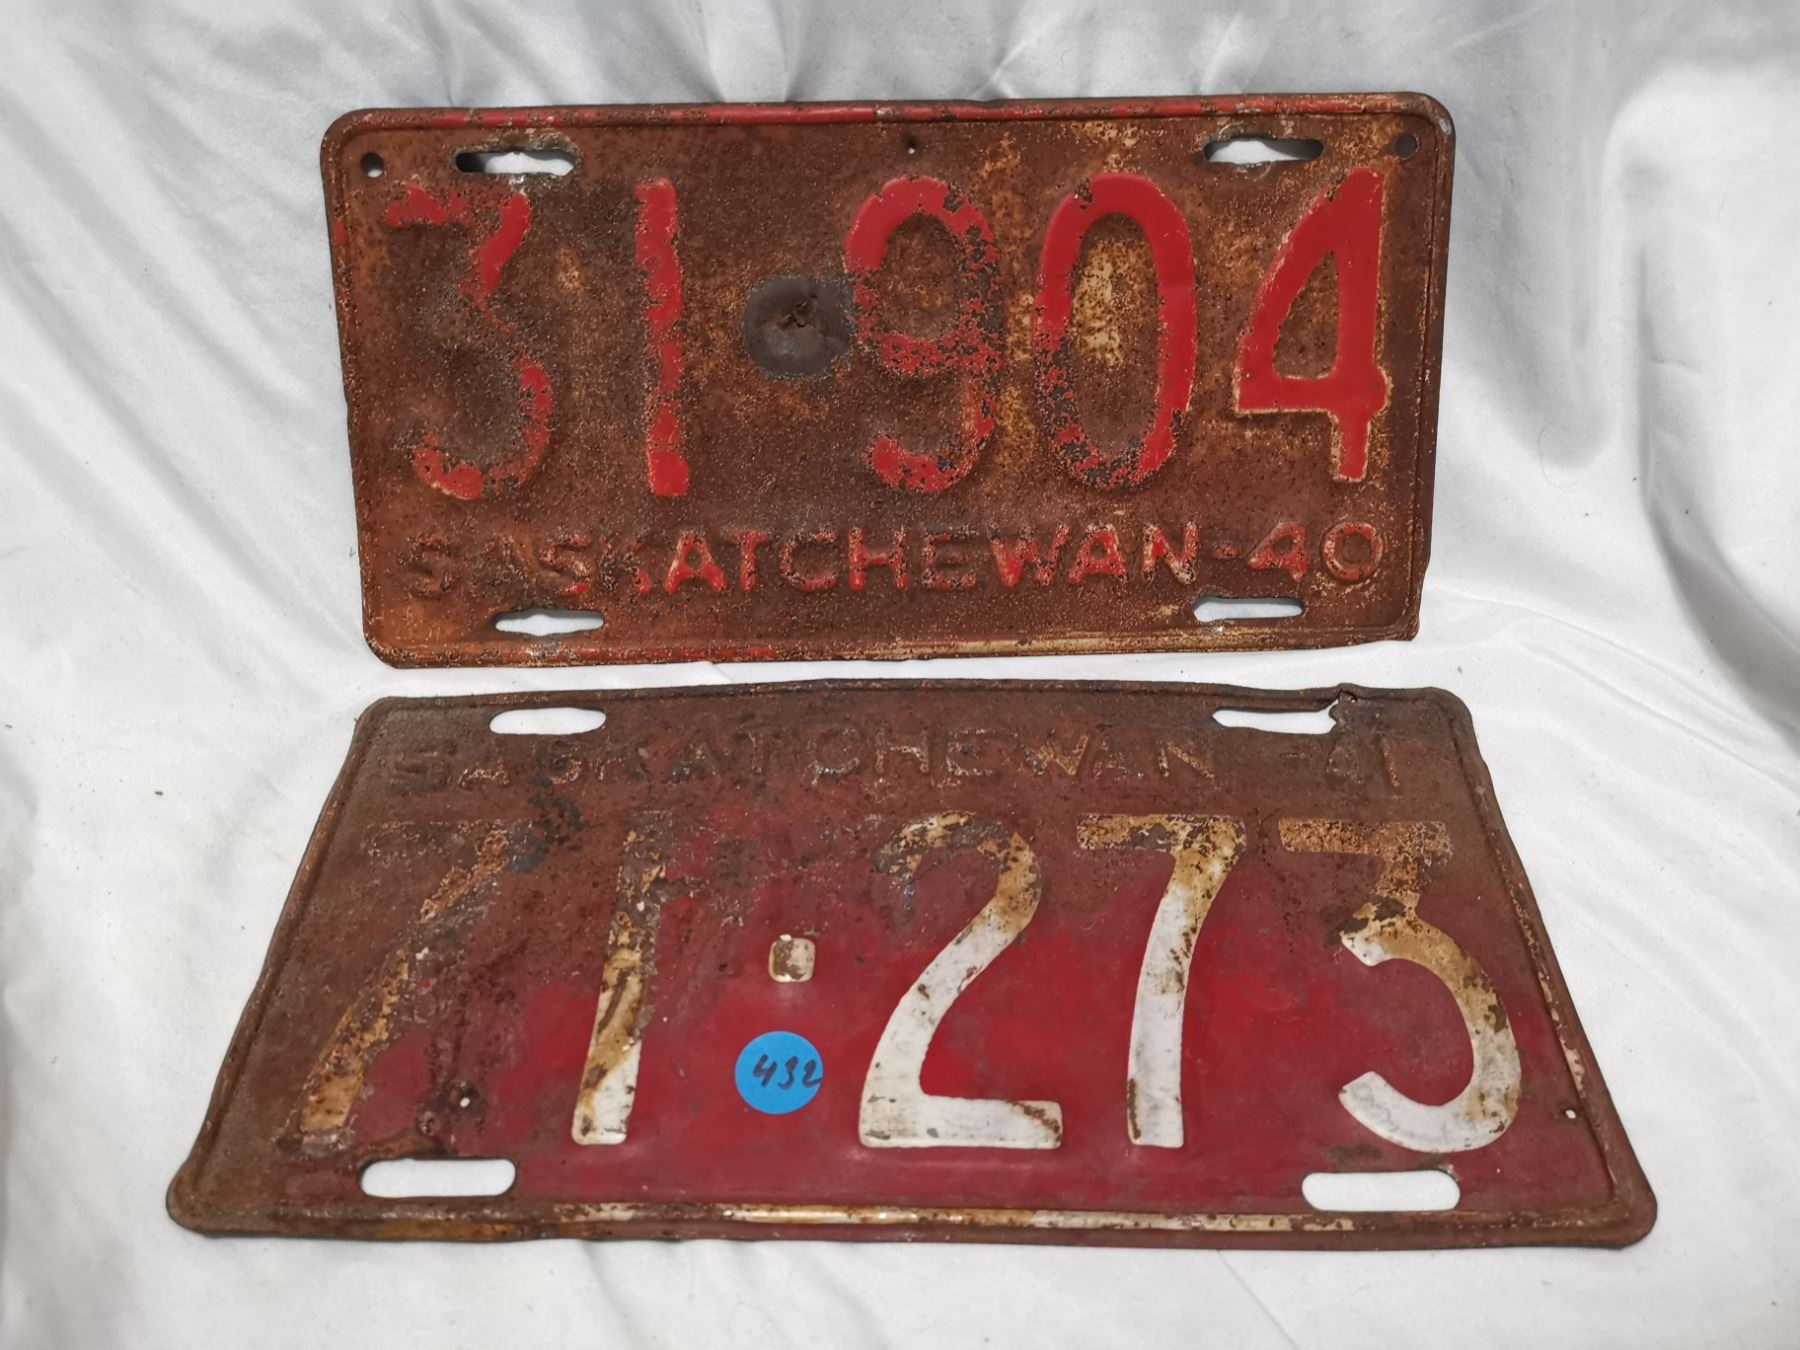 31 904
SASKATCHEWAN-40
SASKATCHEWAN-41
71·273
432